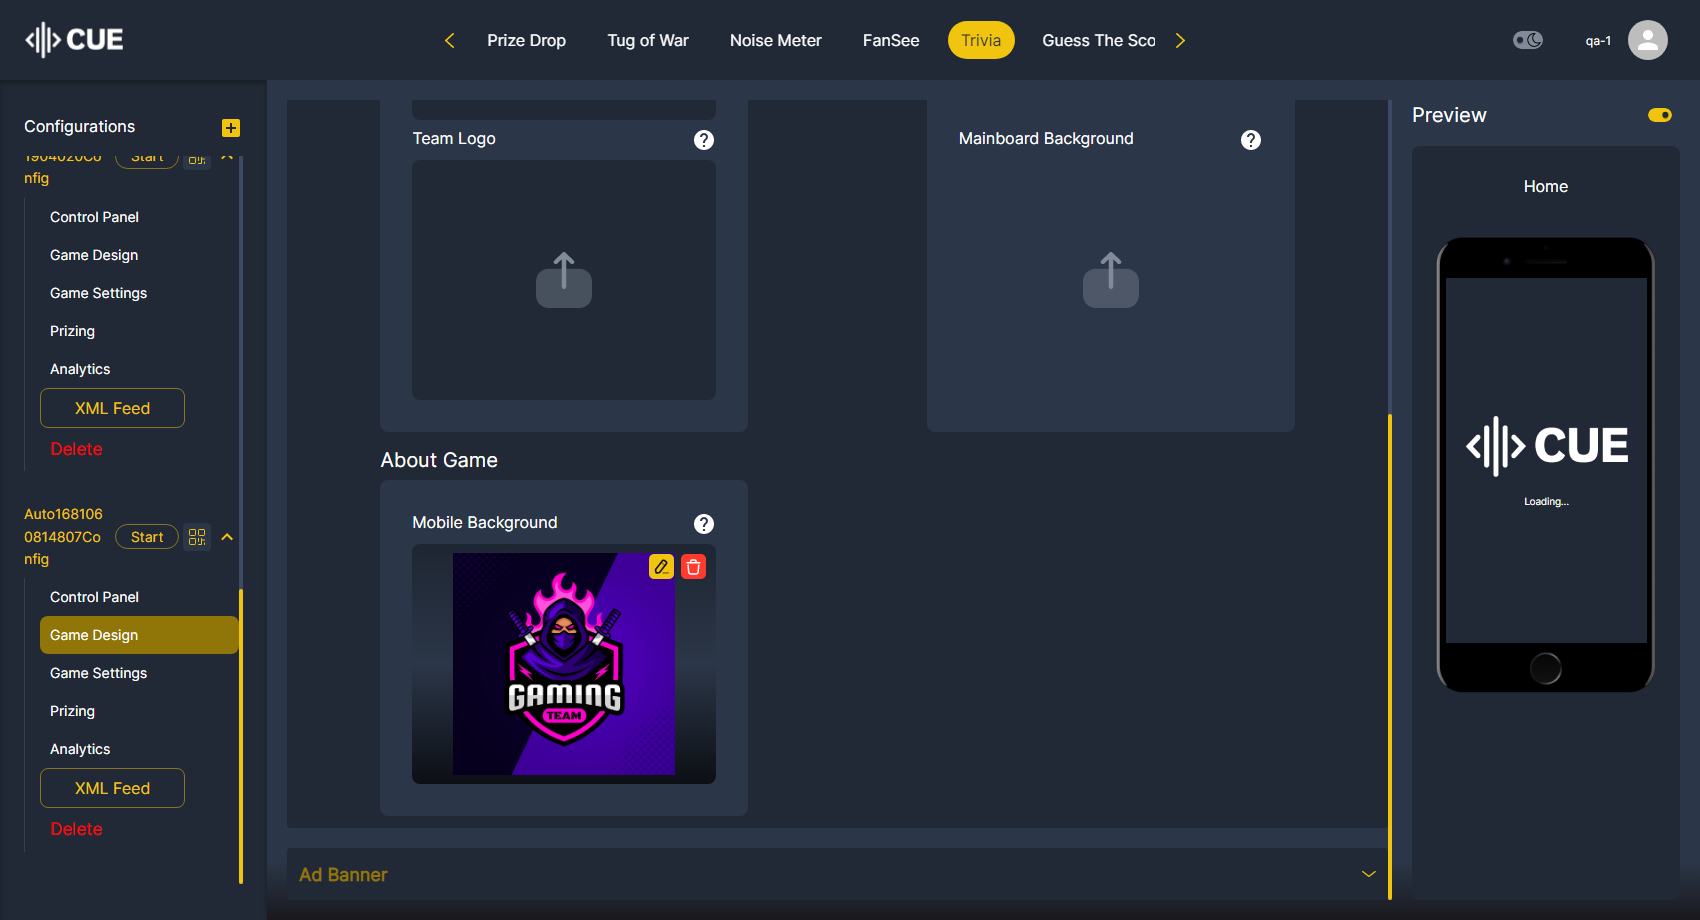 CUE
Prize Drop
Tug of War
Noise Meter
FanSee
Trivia
Guess The Sco
qa-1
Configurations
1904020Co
nfig
Start
Control Panel
Game Design
Game Settings
Prizing
Analytics
XML Feed
Delete
Auto168106
0814807Co
nfig
Start
Control Panel
Game Design
Game Settings
Prizing
Analytics
XML Feed
Delete
Team Logo
?
Mainboard Background
?
About Game
Mobile Background
?
GAMING
TEAM
Ad Banner
Preview
Home
CUE
Loading...